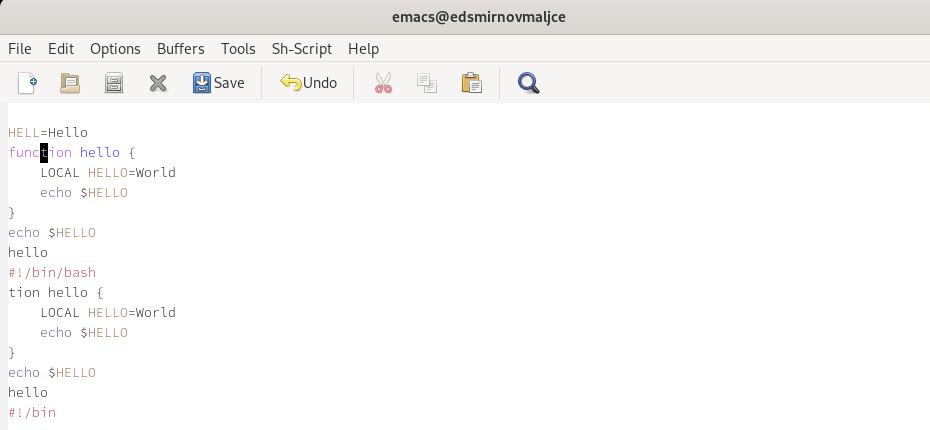 emacs@edsmirnovmaljce
File Edit Options Buffers Tools Sh-Script Help
Save Undo
HELL=Hello
function hello {
    LOCAL HELLO=World
    echo $HELLO
}
echo $HELLO
hello
#!/bin/bash
tion hello {
    LOCAL HELLO=World
    echo $HELLO
}
echo $HELLO
hello
#!/bin